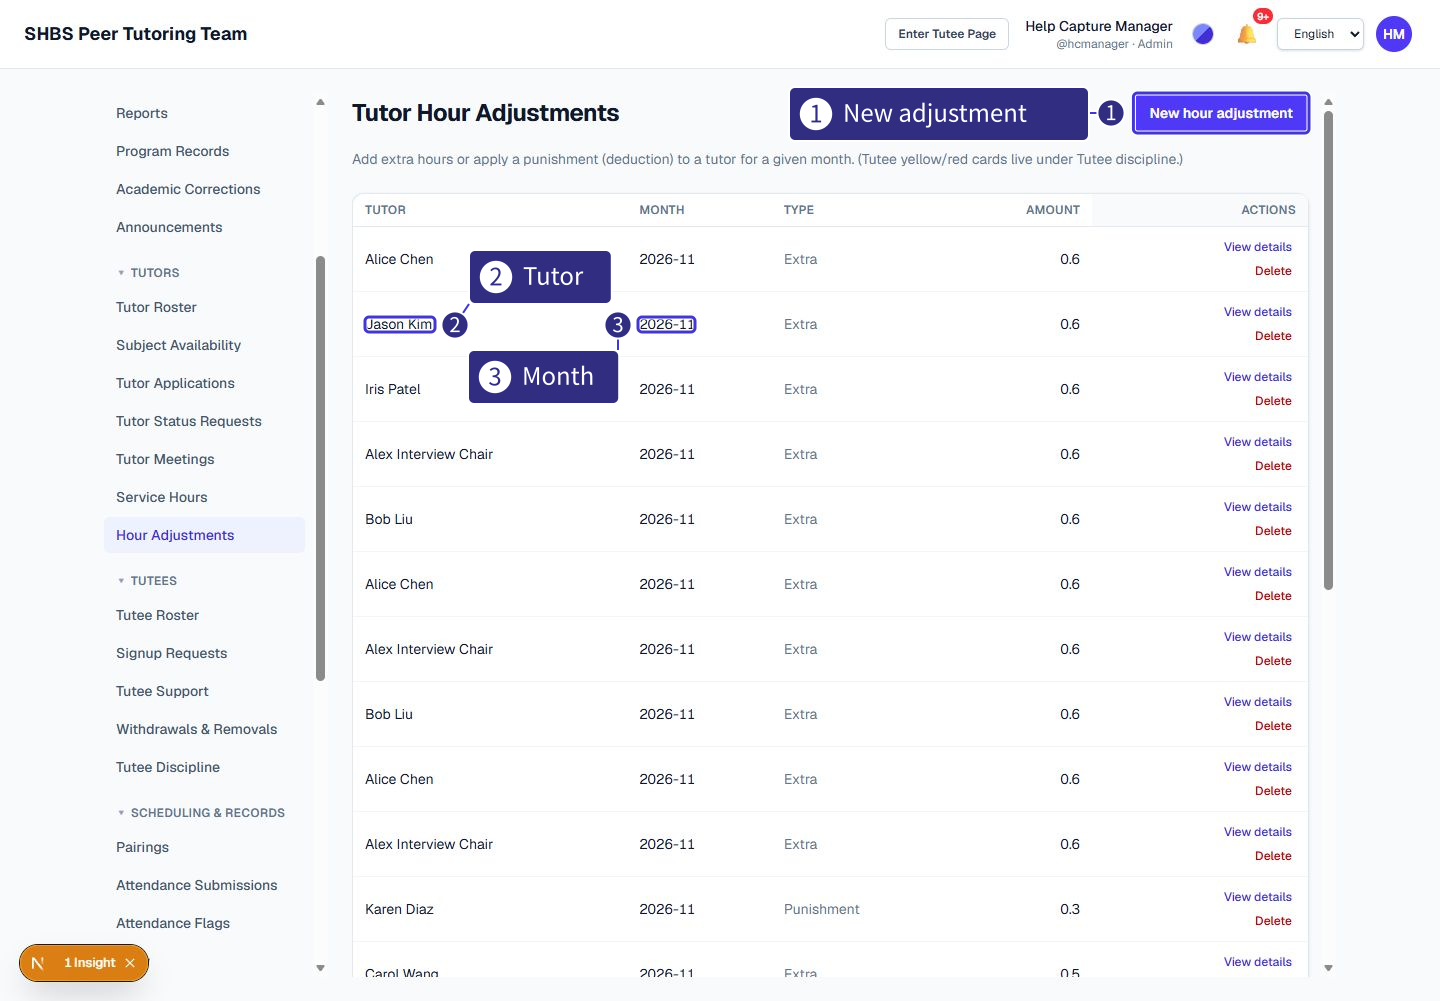 SHBS Peer Tutoring Team
Enter Tutee Page
Help Capture Manager
@hcmanager · Admin
9+
English
HM
Reports
Program Records
Academic Corrections
Announcements
TUTORS
Tutor Roster
Subject Availability
Tutor Applications
Tutor Status Requests
Tutor Meetings
Service Hours
Hour Adjustments
TUTEES
Tutee Roster
Signup Requests
Tutee Support
Withdrawals & Removals
Tutee Discipline
SCHEDULING & RECORDS
Pairings
Attendance Submissions
Attendance Flags
N 1 Insight ×
Tutor Hour Adjustments
1 New adjustment
1
New hour adjustment
Add extra hours or apply a punishment (deduction) to a tutor for a given month. (Tutee yellow/red cards live under Tutee discipline.)
TUTOR MONTH TYPE AMOUNT ACTIONS
Alice Chen 2026-11 Extra 0.6 View details
Delete
2 Tutor
Jason Kim 2 3 2026-11 Extra 0.6 View details
Delete
3 Month
Iris Patel 2026-11 Extra 0.6 View details
Delete
Alex Interview Chair 2026-11 Extra 0.6 View details
Delete
Bob Liu 2026-11 Extra 0.6 View details
Delete
Alice Chen 2026-11 Extra 0.6 View details
Delete
Alex Interview Chair 2026-11 Extra 0.6 View details
Delete
Bob Liu 2026-11 Extra 0.6 View details
Delete
Alice Chen 2026-11 Extra 0.6 View details
Delete
Alex Interview Chair 2026-11 Extra 0.6 View details
Delete
Karen Diaz 2026-11 Punishment 0.3 View details
Delete
Carol Wang 2026-11 Extra 0.5 View details